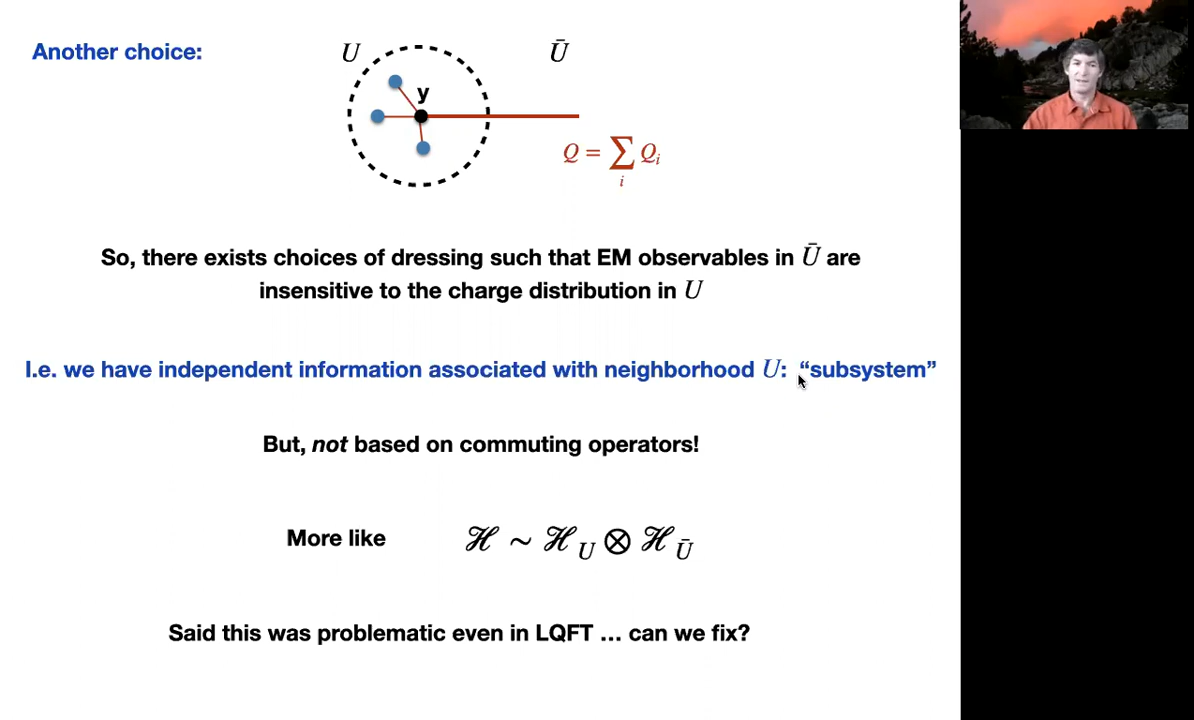 Another choice:
U
Ū
y
Q = ∑ Qᵢ
i
So, there exists choices of dressing such that EM observables in Ū are
insensitive to the charge distribution in U
I.e. we have independent information associated with neighborhood U: “subsystem”
But, not based on commuting operators!
More like ℋ ~ ℋ_U ⊗ ℋ_Ū
Said this was problematic even in LQFT ... can we fix?